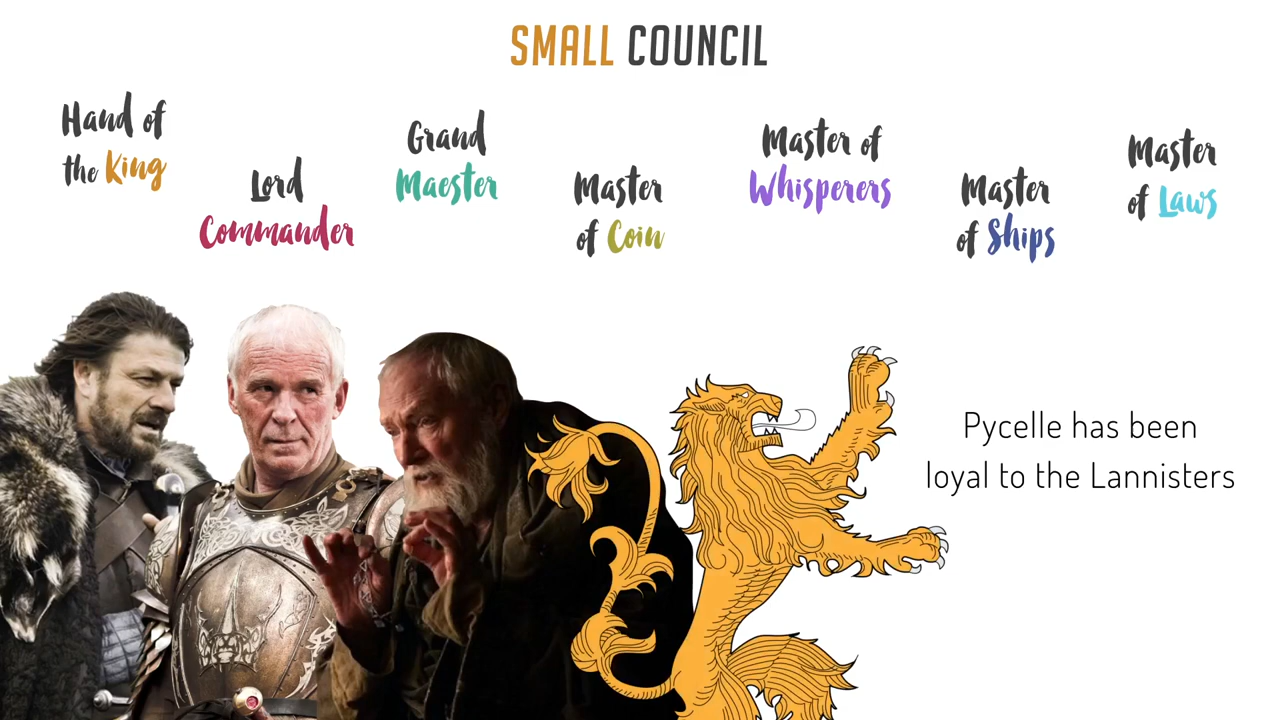 SMALL COUNCIL
Hand of
the King
Lord
Commander
Grand
Maester
Master
of Coin
Master of
Whisperers
Master
of Ships
Master
of Laws
Pycelle has been
loyal to the Lannisters